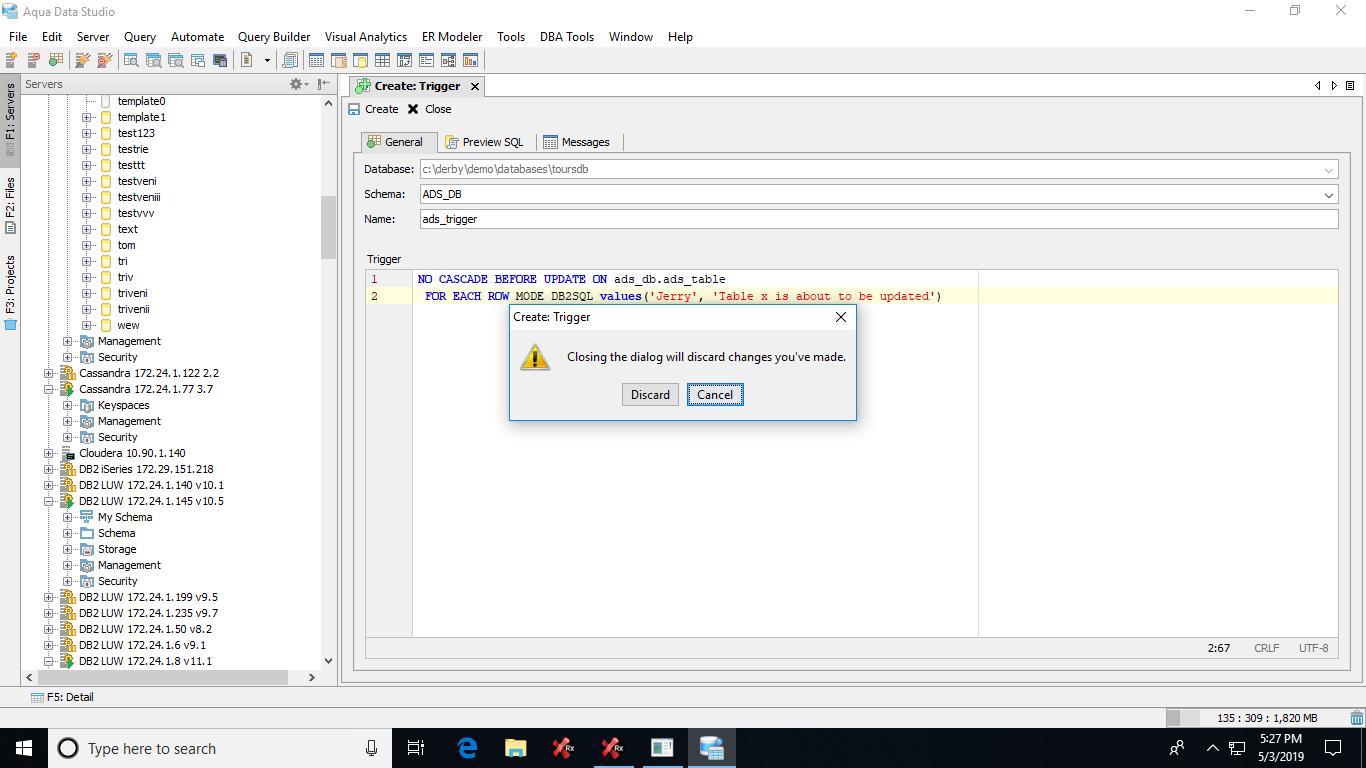 Aqua Data Studio
File Edit Server Query Automate Query Builder Visual Analytics ER Modeler Tools DBA Tools Window Help
F1: Servers
F2: Files
F3: Projects
Servers
template0
template1
test123
testrie
testtt
testveni
testveniii
testvvv
text
tom
tri
triv
triveni
trivenii
wew
Management
Security
Cassandra 172.24.1.122 2.2
Cassandra 172.24.1.77 3.7
Keyspaces
Management
Security
Cloudera 10.90.1.140
DB2 iSeries 172.29.151.218
DB2 LUW 172.24.1.140 v10.1
DB2 LUW 172.24.1.145 v10.5
My Schema
Schema
Storage
Management
Security
DB2 LUW 172.24.1.199 v9.5
DB2 LUW 172.24.1.235 v9.7
DB2 LUW 172.24.1.50 v8.2
DB2 LUW 172.24.1.6 v9.1
DB2 LUW 172.24.1.8 v11.1
Create: Trigger
Create Close
General Preview SQL Messages
Database: c:\derby\demo\databases\toursdb
Schema: ADS_DB
Name: ads_trigger
Trigger
1 NO CASCADE BEFORE UPDATE ON ads_db.ads_table
2 FOR EACH ROW MODE DB2SQL values('Jerry', 'Table x is about to be updated')
Create: Trigger
Closing the dialog will discard changes you've made.
Discard Cancel
2:67 CRLF UTF-8
F5: Detail
135 : 309 : 1,820 MB
Type here to search
Rx
Rx
5:27 PM
5/3/2019